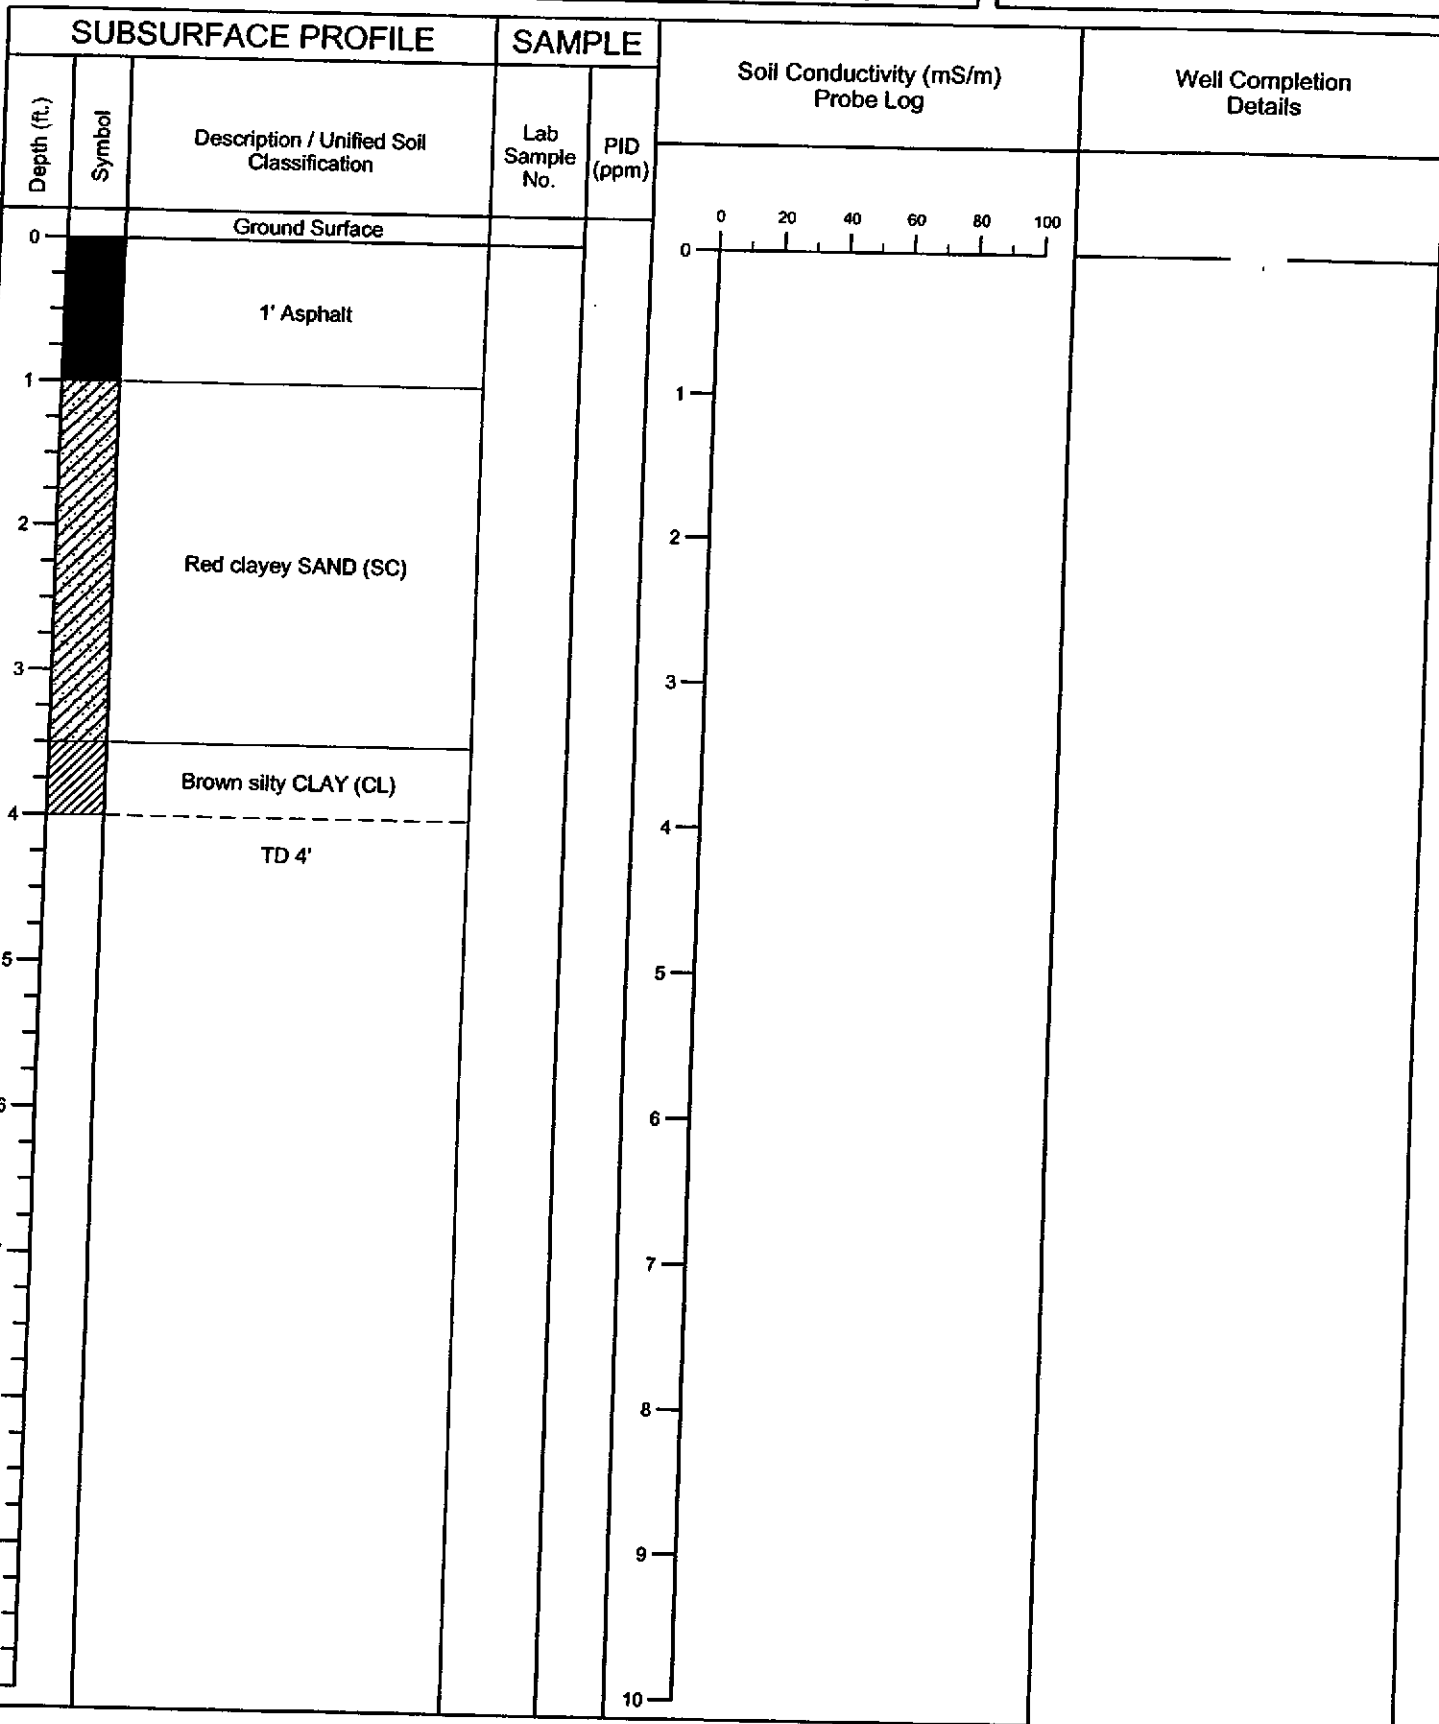 SUBSURFACE PROFILE
SAMPLE
Soil Conductivity (mS/m)
Probe Log
Well Completion
Details
Depth (ft.)
Symbol
Description / Unified Soil
Classification
Lab
Sample
No.
PID
(ppm)
Ground Surface
0 20 40 60 80 100
0
0
1' Asphalt
1
1
2
2
Red clayey SAND (SC)
3
3
Brown silty CLAY (CL)
4
4
TD 4'
5
5
6
6
7
8
9
10